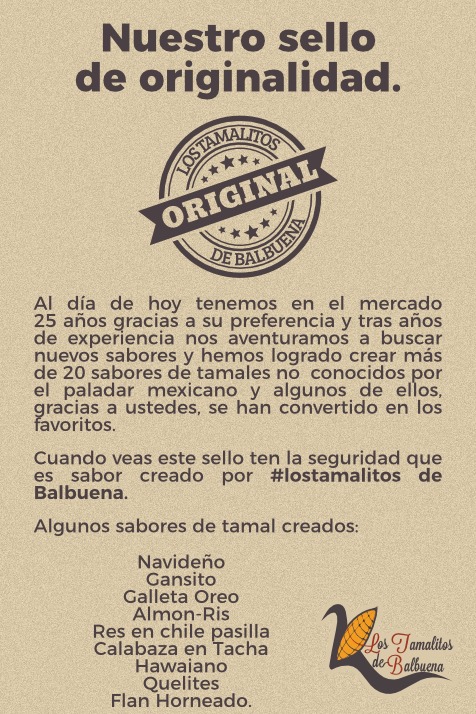 Nuestro sello
de originalidad.
LOS TAMALITOS
ORIGINAL
DE BALBUENA
Al día de hoy tenemos en el mercado
25 años gracias a su preferencia y tras años
de experiencia nos aventuramos a buscar
nuevos sabores y hemos logrado crear más
de 20 sabores de tamales no conocidos por
el paladar mexicano y algunos de ellos,
gracias a ustedes, se han convertido en los
favoritos.
Cuando veas este sello ten la seguridad que
es sabor creado por #lostamalitos de
Balbuena.
Algunos sabores de tamal creados:
Navideño
Gansito
Galleta Oreo
Almon-Ris
Res en chile pasilla
Calabaza en Tacha
Hawaiano
Quelites
Flan Horneado.
Los Tamalitos
de Balbuena